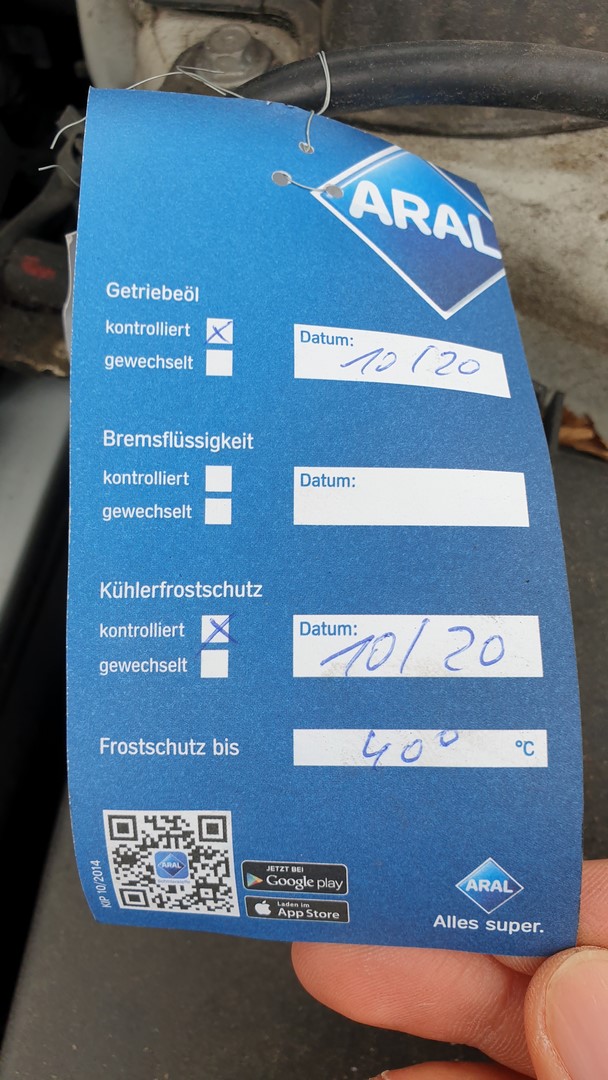 ARAL
Getriebeöl
kontrolliert
gewechselt
Datum:
10/20
Bremsflüssigkeit
kontrolliert
gewechselt
Datum:
Kühlerfrostschutz
kontrolliert
gewechselt
Datum:
10/20
Frostschutz bis
40° °C
KIP 10/2014
ARAL
JETZT BEI
Google play
Laden im
App Store
ARAL
Alles super.